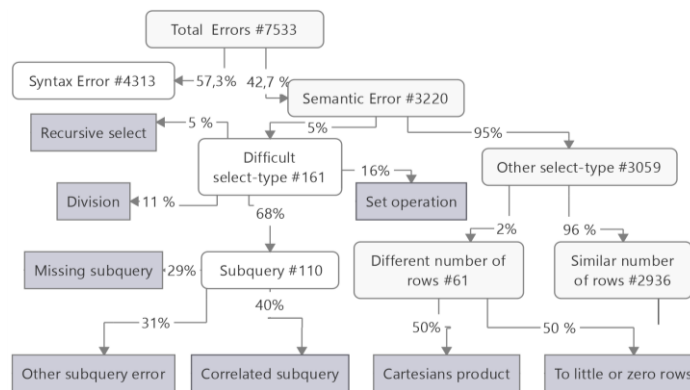 Total Errors #7533
Syntax Error #4313
57,3%
42,7 %
Semantic Error #3220
Recursive select
5 %
5%
95%
Difficult
select-type #161
16%
Other select-type #3059
Division
11 %
Set operation
68%
2%
96 %
Missing subquery
29%
Subquery #110
Different number of
rows #61
Similar number
of rows #2936
31%
40%
50%
50 %
Other subquery error
Correlated subquery
Cartesians product
To little or zero rows